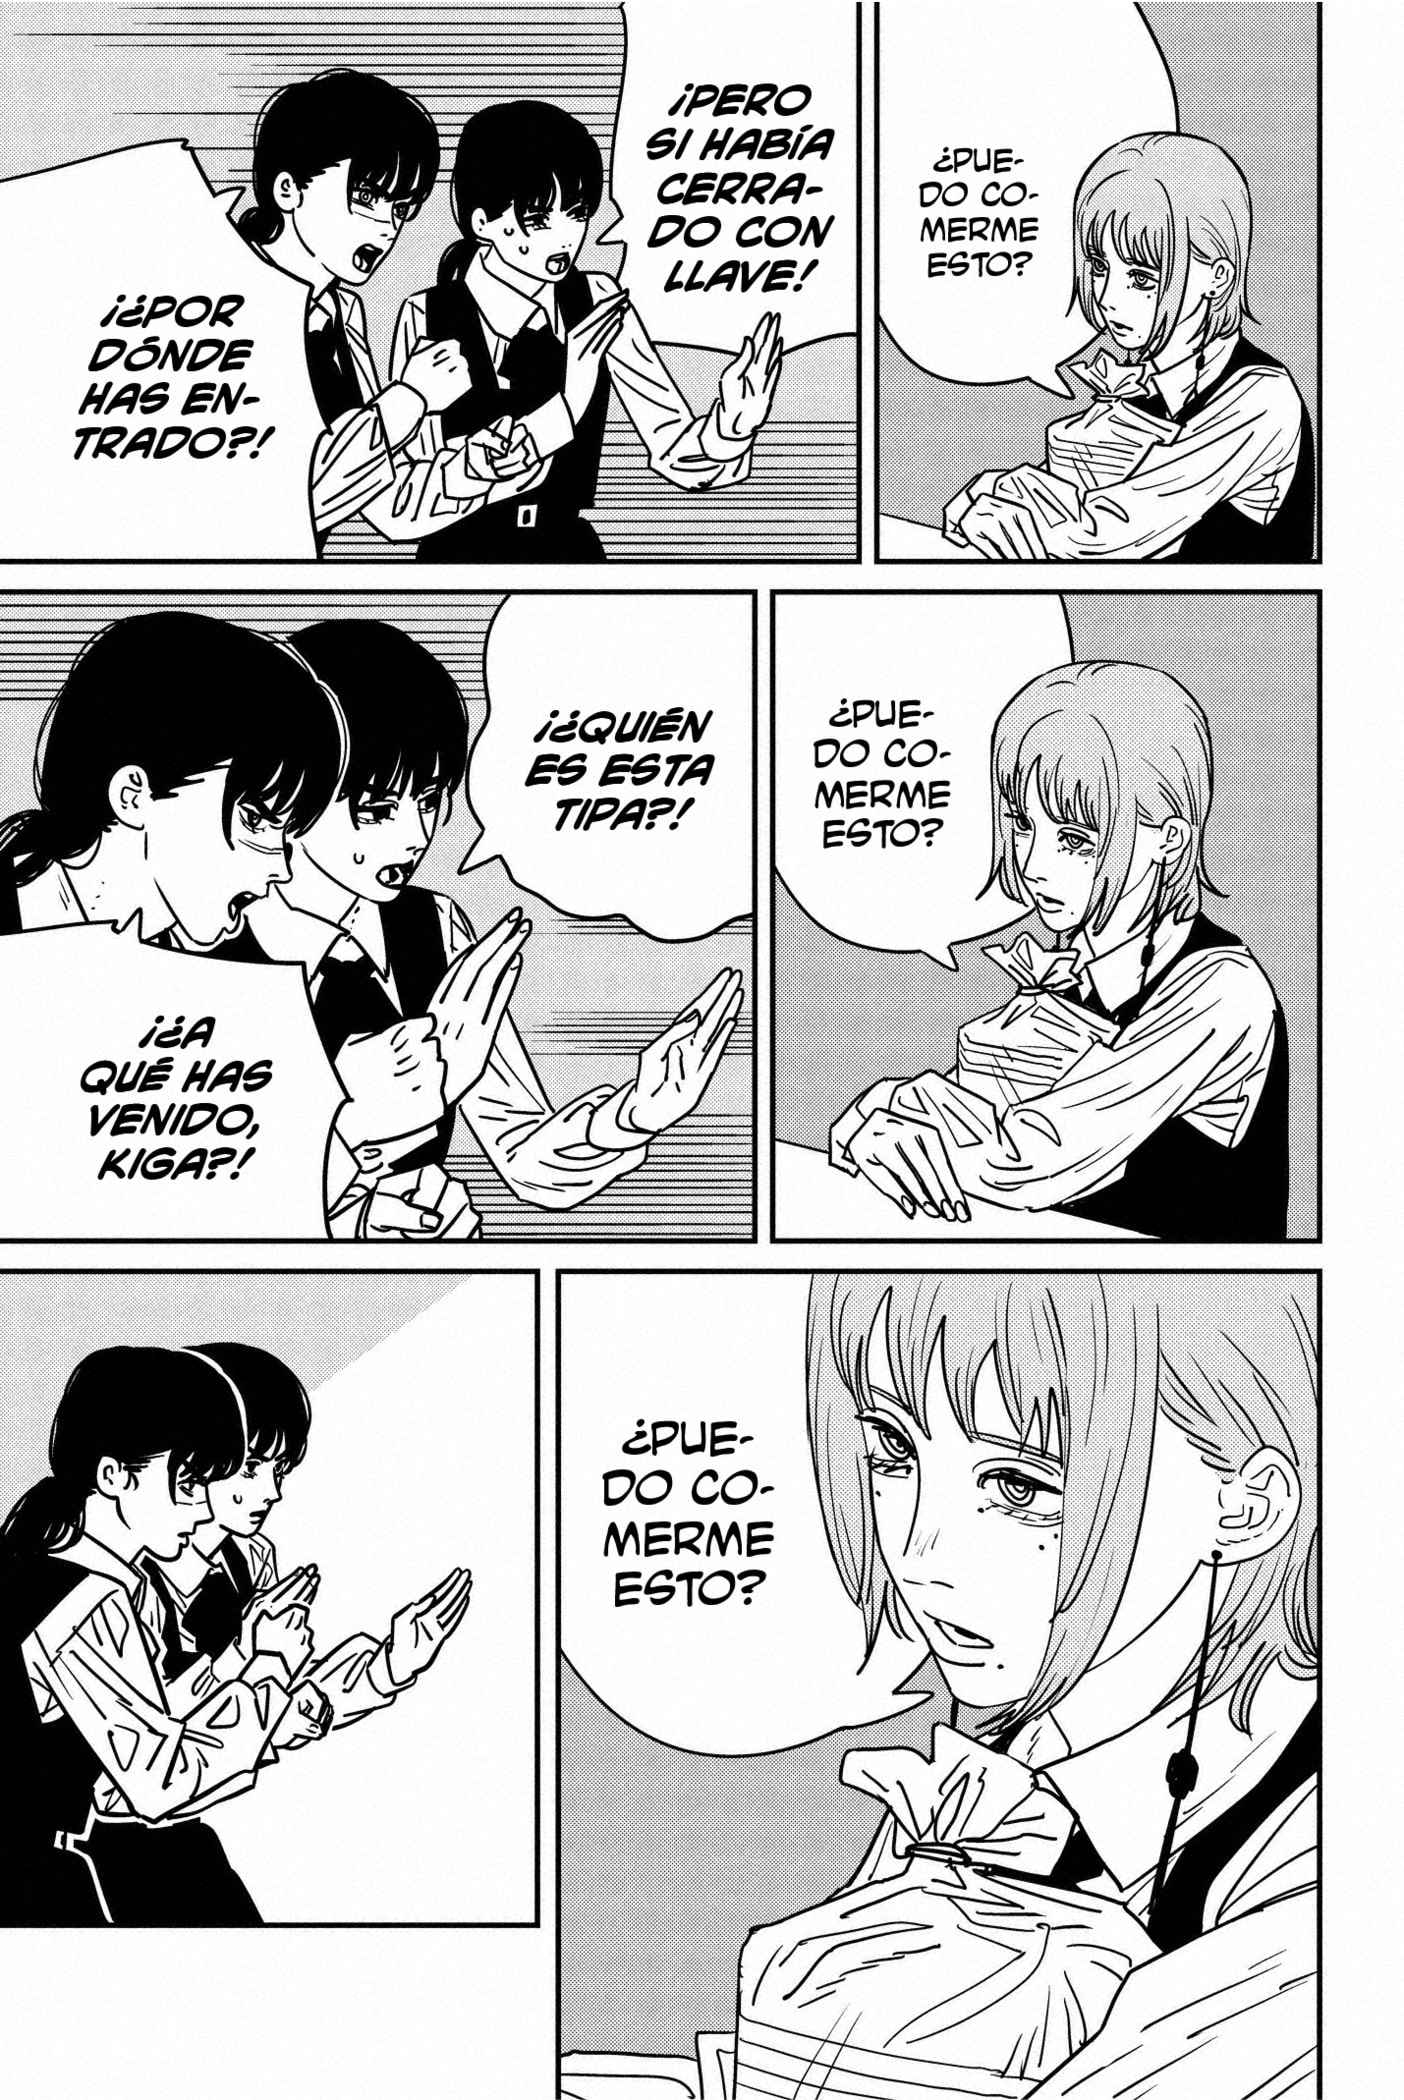 ¿PUE-
DO CO-
MERME
ESTO?
¡PERO
SI HABÍA
CERRA-
DO CON
LLAVE!
¡¿POR
DÓNDE
HAS EN-
TRADO?!
¿PUE-
DO CO-
MERME
ESTO?
¡¿QUIÉN
ES ESTA
TIPA?!
¡¿A
QUÉ HAS
VENIDO,
KIGA?!
¿PUE-
DO CO-
MERME
ESTO?